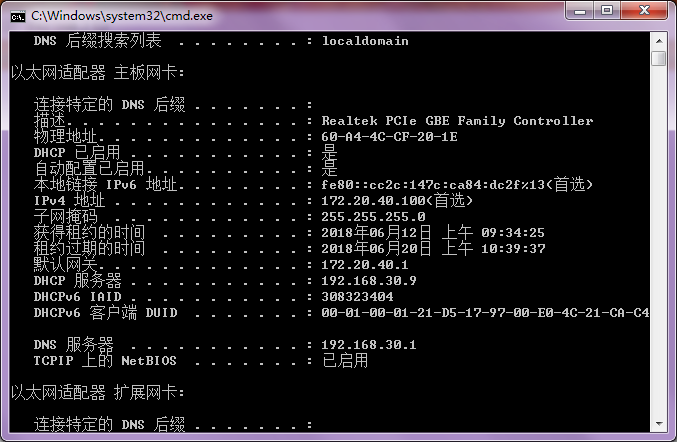 C:\Windows\system32\cmd.exe
DNS 后缀搜索列表 . . . . . . . . : localdomain
以太网适配器 主板网卡:
连接特定的 DNS 后缀 . . . . . . . :
描述. . . . . . . . . . . . . . . : Realtek PCIe GBE Family Controller
物理地址. . . . . . . . . . . . . : 60-A4-4C-CF-20-1E
DHCP 已启用 . . . . . . . . . . . : 是
自动配置已启用. . . . . . . . . . : 是
本地链接 IPv6 地址. . . . . . . . : fe80::cc2c:147c:ca84:dc2f%13(首选)
IPv4 地址 . . . . . . . . . . . . : 172.20.40.100(首选)
子网掩码 . . . . . . . . . . . . : 255.255.255.0
获得租约的时间 . . . . . . . . . : 2018年06月12日 上午 09:34:25
租约过期的时间 . . . . . . . . . : 2018年06月20日 上午 10:39:37
默认网关. . . . . . . . . . . . . : 172.20.40.1
DHCP 服务器 . . . . . . . . . . . : 192.168.30.9
DHCPv6 IAID . . . . . . . . . . . : 308323404
DHCPv6 客户端 DUID . . . . . . . : 00-01-00-01-21-D5-17-97-00-E0-4C-21-CA-C4
DNS 服务器 . . . . . . . . . . . : 192.168.30.1
TCPIP 上的 NetBIOS . . . . . . . : 已启用
以太网适配器 扩展网卡:
连接特定的 DNS 后缀 . . . . . . . :